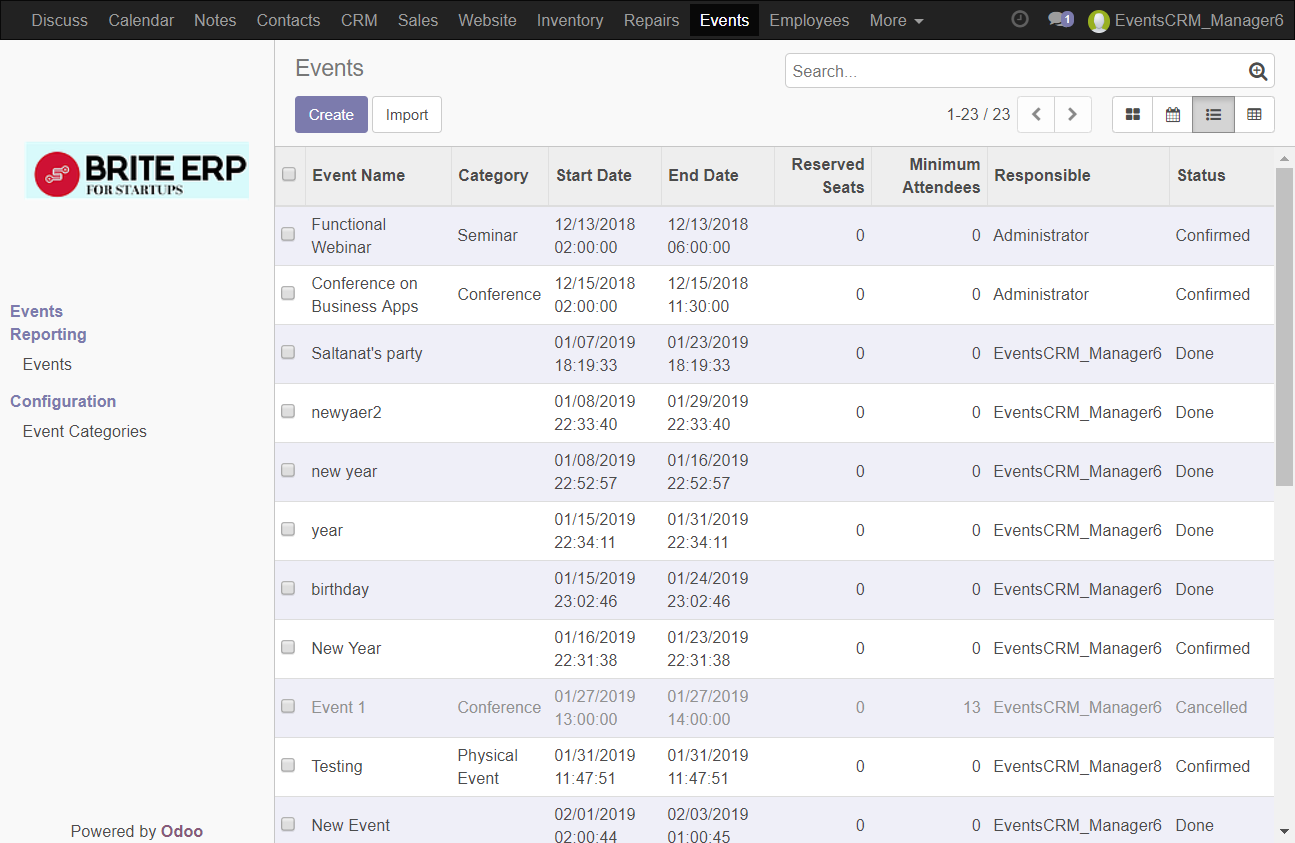 Discuss Calendar Notes Contacts CRM Sales Website Inventory Repairs Events Employees More 1 EventsCRM_Manager6
Events
Search...
Create Import
1-23 / 23
BRITE ERP
FOR STARTUPS
Events
Reporting
Events
Configuration
Event Categories
Powered by Odoo
Event Name Category Start Date End Date Reserved Seats Minimum Attendees Responsible Status
Functional Webinar Seminar 12/13/2018 02:00:00 12/13/2018 06:00:00 0 0 Administrator Confirmed
Conference on Business Apps Conference 12/15/2018 02:00:00 12/15/2018 11:30:00 0 0 Administrator Confirmed
Saltanat's party 01/07/2019 18:19:33 01/23/2019 18:19:33 0 0 EventsCRM_Manager6 Done
newyaer2 01/08/2019 22:33:40 01/29/2019 22:33:40 0 0 EventsCRM_Manager6 Done
new year 01/08/2019 22:52:57 01/16/2019 22:52:57 0 0 EventsCRM_Manager6 Done
year 01/15/2019 22:34:11 01/31/2019 22:34:11 0 0 EventsCRM_Manager6 Done
birthday 01/15/2019 23:02:46 01/24/2019 23:02:46 0 0 EventsCRM_Manager6 Done
New Year 01/16/2019 22:31:38 01/23/2019 22:31:38 0 0 EventsCRM_Manager6 Confirmed
Event 1 Conference 01/27/2019 13:00:00 01/27/2019 14:00:00 0 13 EventsCRM_Manager6 Cancelled
Testing Physical Event 01/31/2019 11:47:51 01/31/2019 11:47:51 0 0 EventsCRM_Manager8 Confirmed
New Event 02/01/2019 02:00:44 02/03/2019 01:00:45 0 0 EventsCRM_Manager6 Done